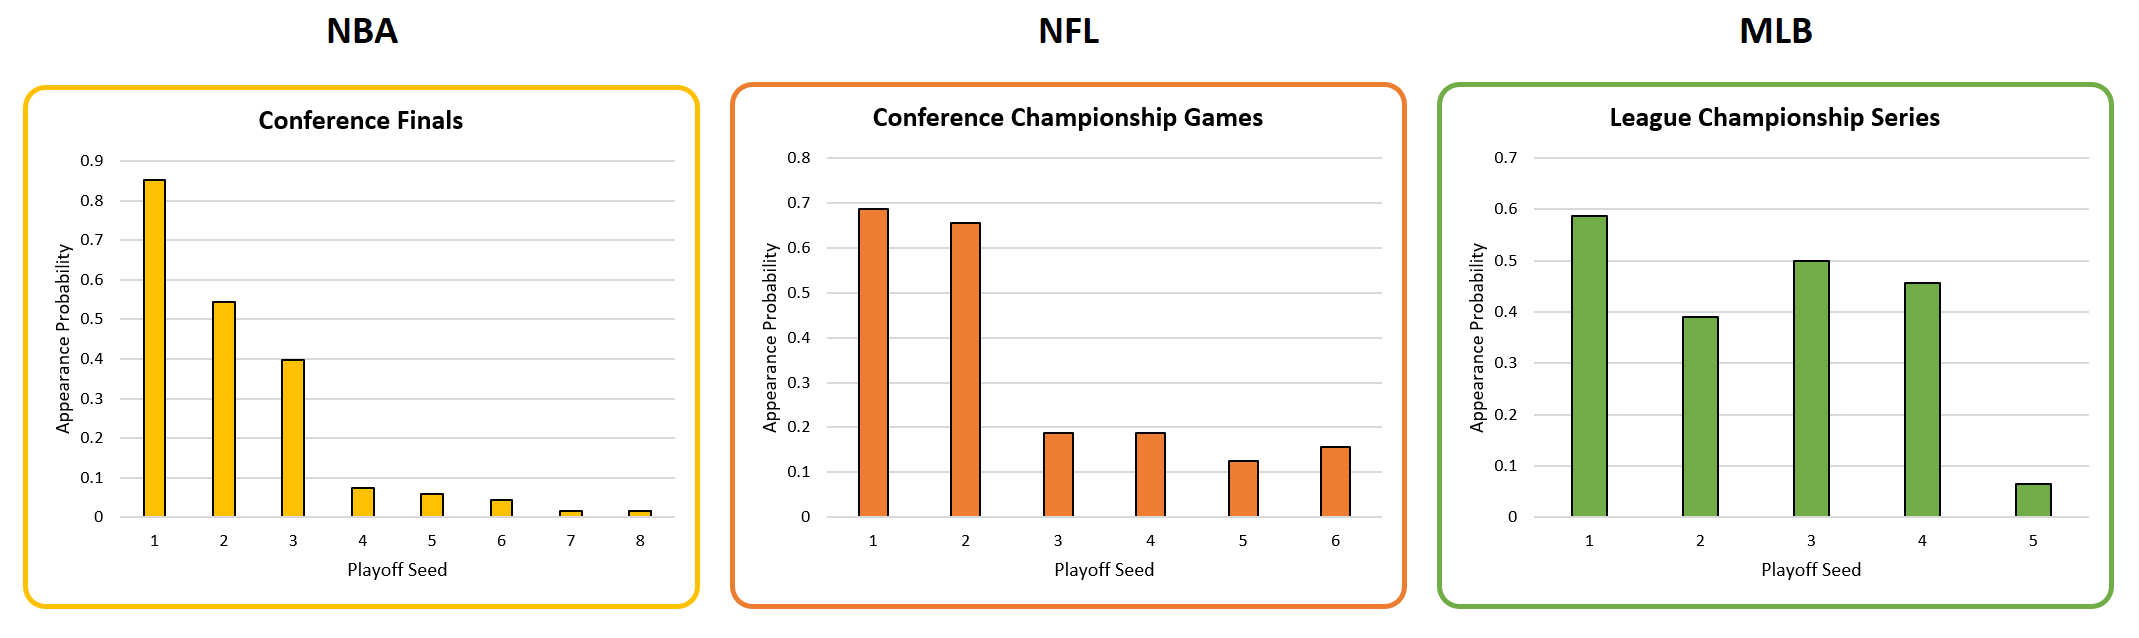 NBA
NFL
MLB
Conference Finals
0.9
0.8
0.7
0.6
0.5
0.4
0.3
0.2
0.1
0
Appearance Probability
1 2 3 4 5 6 7 8
Playoff Seed
Conference Championship Games
0.8
0.7
0.6
0.5
0.4
0.3
0.2
0.1
0
Appearance Probability
1 2 3 4 5 6
Playoff Seed
League Championship Series
0.7
0.6
0.5
0.4
0.3
0.2
0.1
0
Appearance Probability
1 2 3 4 5
Playoff Seed